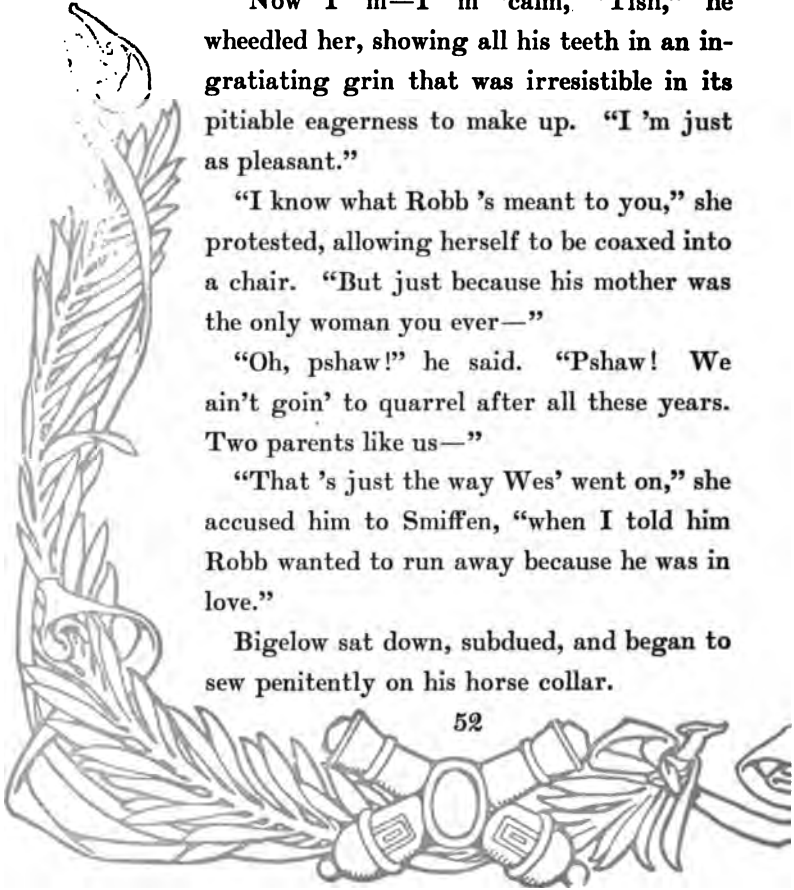 "Now I 'm—I 'm calm, 'Tish," he
wheedled her, showing all his teeth in an in-
gratiating grin that was irresistible in its
pitiable eagerness to make up. "I 'm just
as pleasant."
"I know what Robb 's meant to you," she
protested, allowing herself to be coaxed into
a chair. "But just because his mother was
the only woman you ever—"
"Oh, pshaw!" he said. "Pshaw! We
ain't goin' to quarrel after all these years.
Two parents like us—"
"That 's just the way Wes' went on," she
accused him to Smiffen, "when I told him
Robb wanted to run away because he was in
love."
Bigelow sat down, subdued, and began to
sew penitently on his horse collar.
52